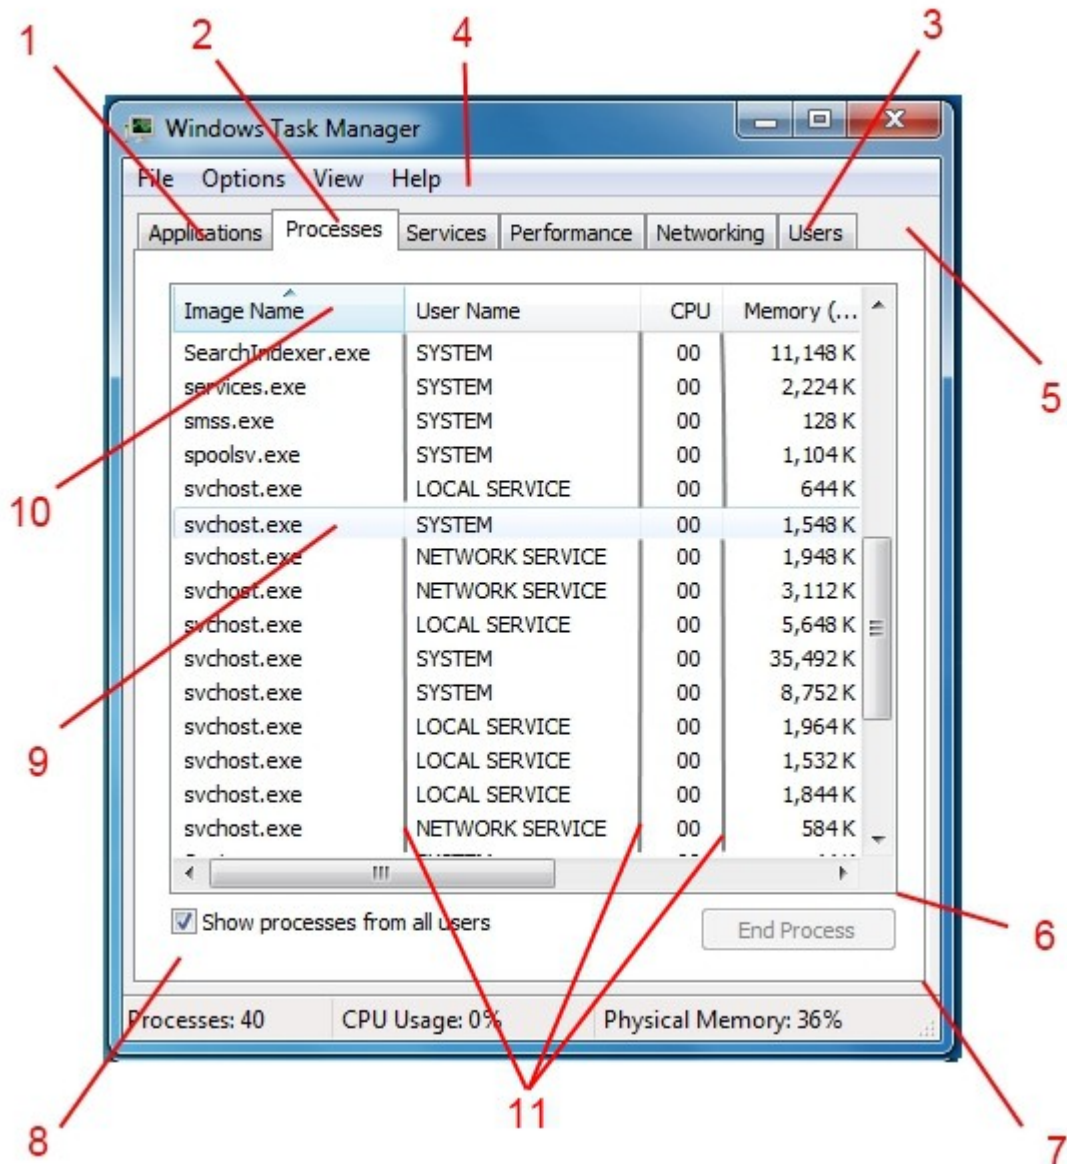 1 2 4 3
Windows Task Manager
File Options View Help
Applications Processes Services Performance Networking Users
Image Name User Name CPU Memory (...
SearchIndexer.exe SYSTEM 00 11,148 K
services.exe SYSTEM 00 2,224 K
5
smss.exe SYSTEM 00 128 K
spoolsv.exe SYSTEM 00 1,104 K
svchost.exe LOCAL SERVICE 00 644 K
10
svchost.exe SYSTEM 00 1,548 K
svchost.exe NETWORK SERVICE 00 1,948 K
svchost.exe NETWORK SERVICE 00 3,112 K
svchost.exe LOCAL SERVICE 00 5,648 K
svchost.exe SYSTEM 00 35,492 K
svchost.exe SYSTEM 00 8,752 K
svchost.exe LOCAL SERVICE 00 1,964 K
9
svchost.exe LOCAL SERVICE 00 1,532 K
svchost.exe LOCAL SERVICE 00 1,844 K
svchost.exe NETWORK SERVICE 00 584 K
Show processes from all users End Process
6
Processes: 40 CPU Usage: 0% Physical Memory: 36%
11
8 7